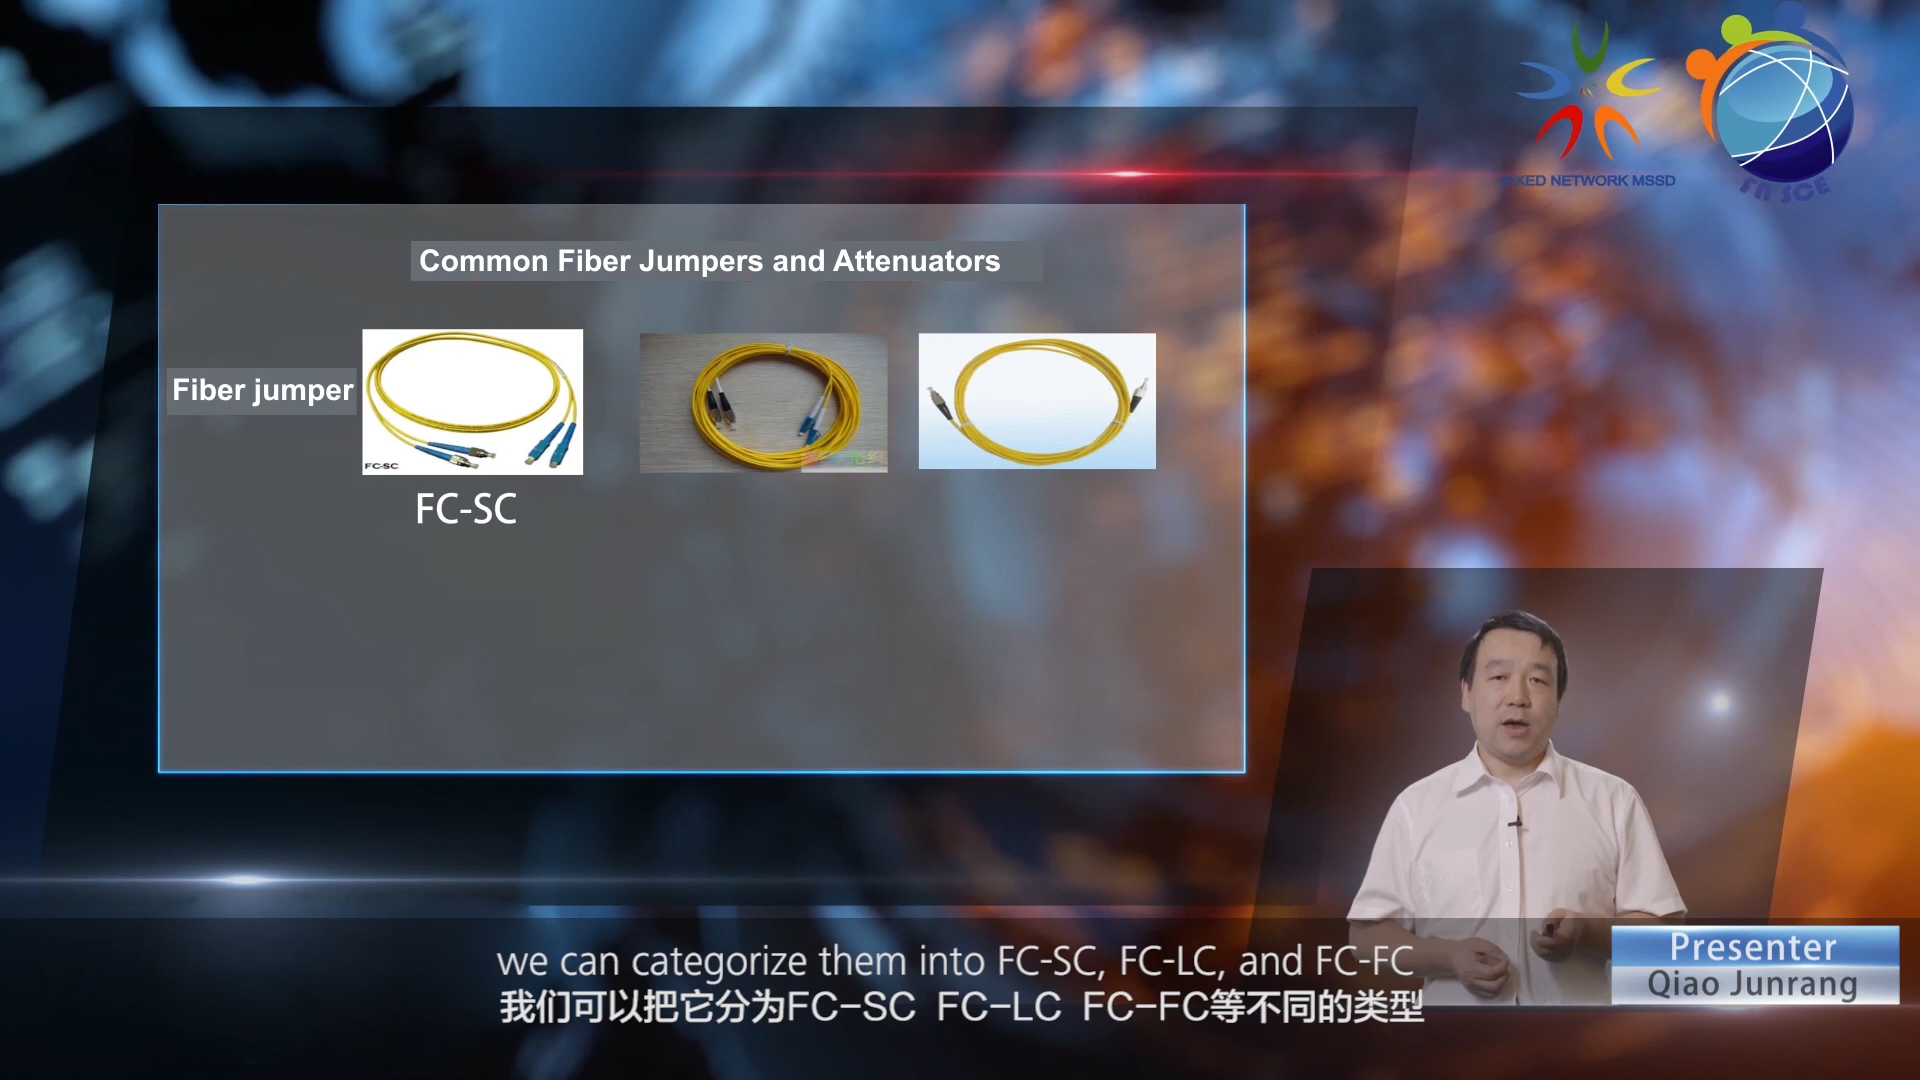 Common Fiber Jumpers and Attenuators
Fiber jumper
FC-SC
FC-SC
NETWORK MSSD
FN SCE
we can categorize them into FC-SC, FC-LC, and FC-FC
我们可以把它分为FC-SC FC-LC FC-FC等不同的类型
Presenter
Qiao Junrang